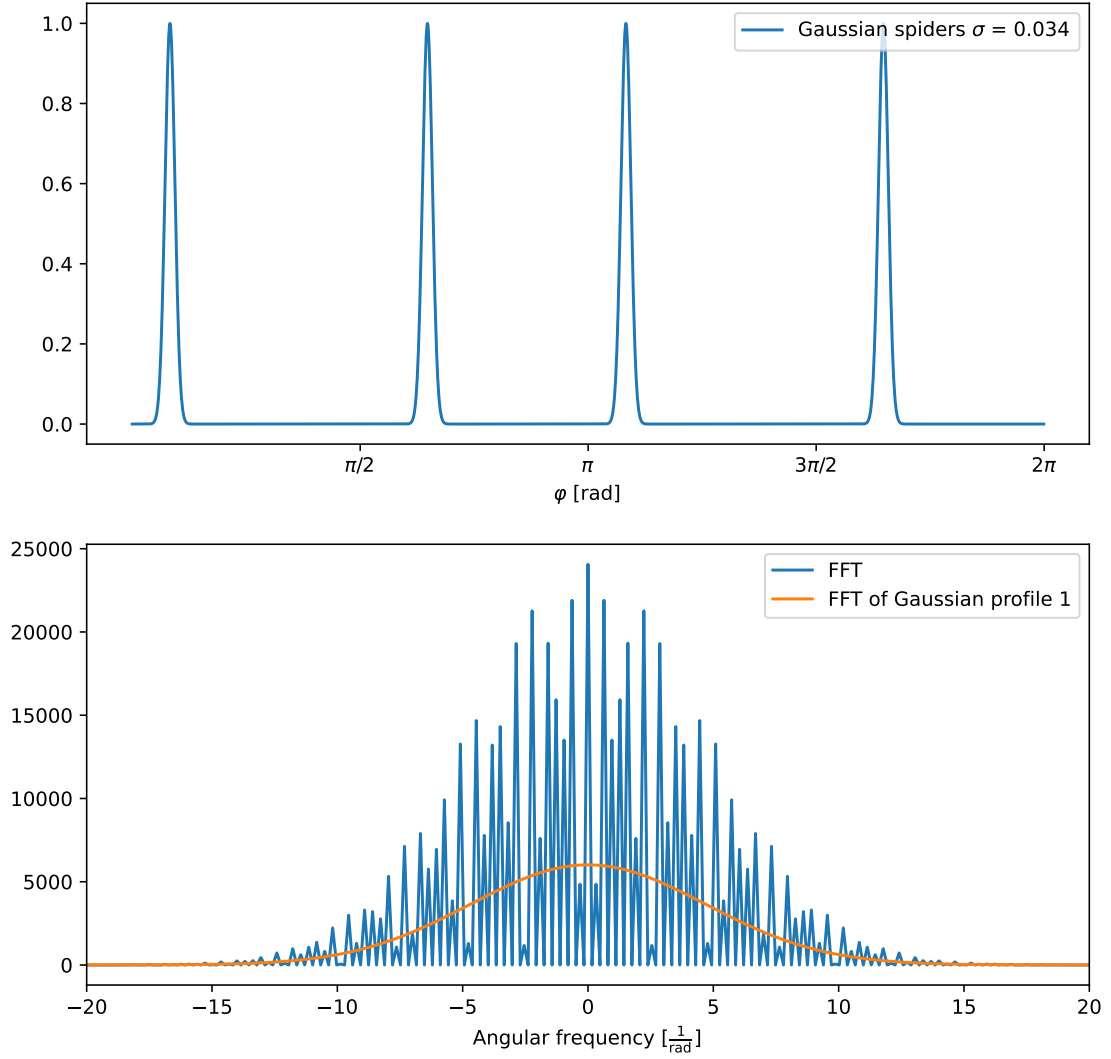 1.0
0.8
0.6
0.4
0.2
0.0
Gaussian spiders σ = 0.034
π/2
π
3π/2
2π
φ [rad]
25000
20000
15000
10000
5000
0
FFT
FFT of Gaussian profile 1
−20
−15
−10
−5
0
5
10
15
20
Angular frequency [1/rad]